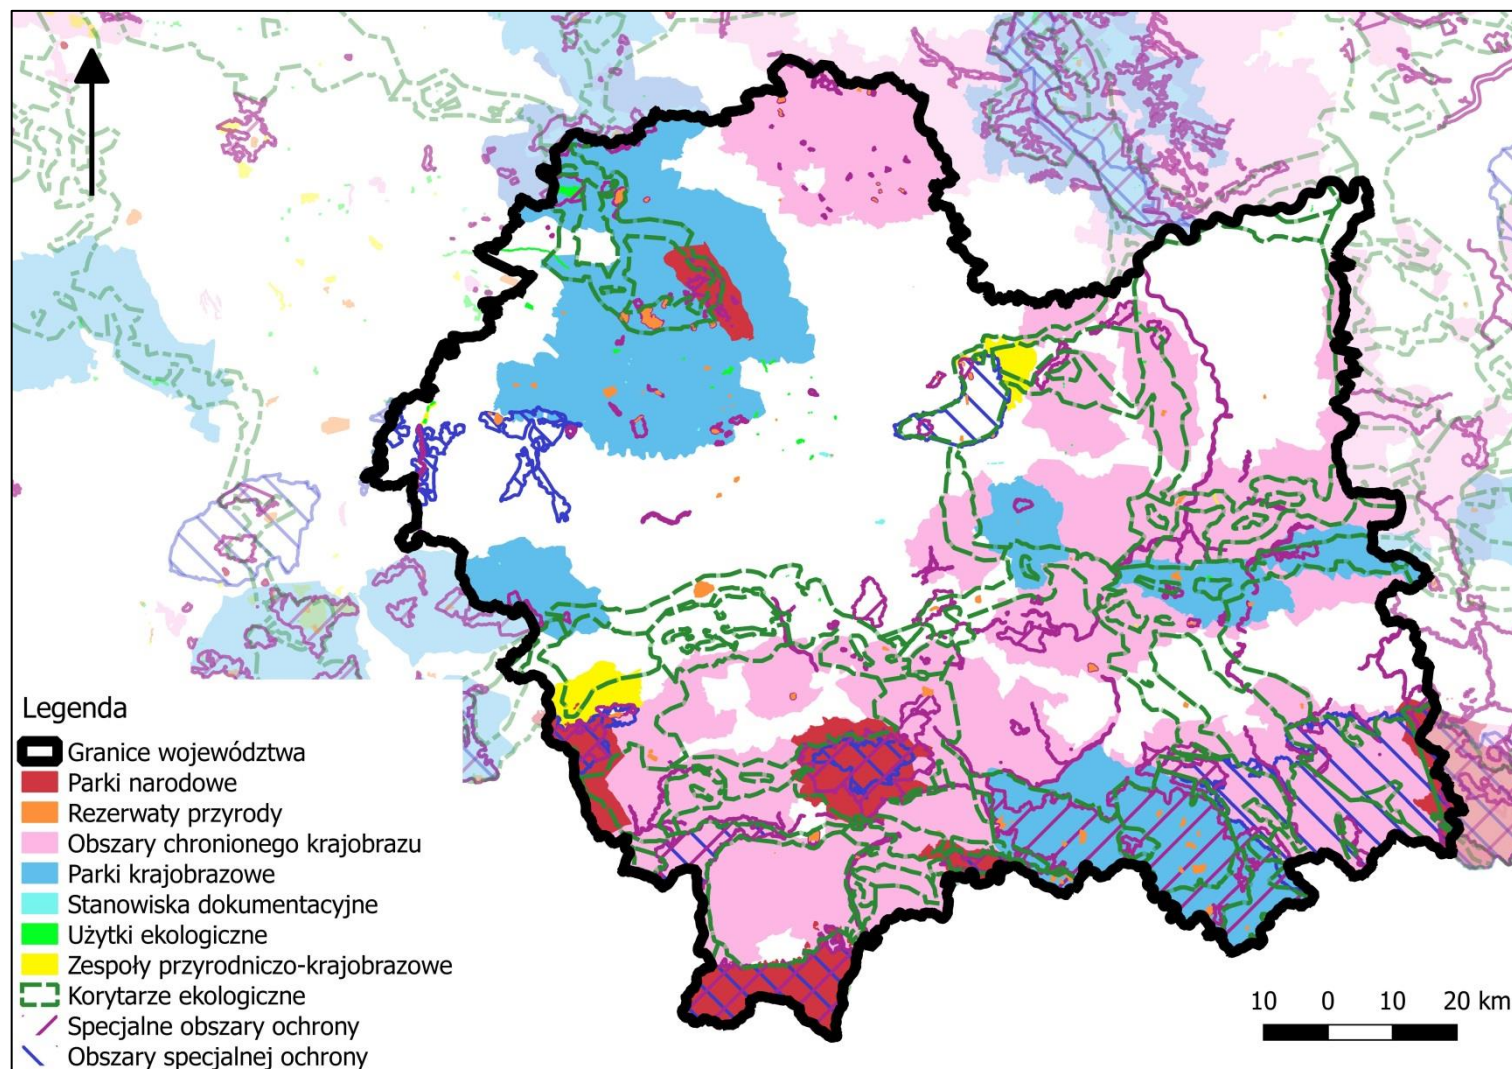 Legenda
Granice województwa
Parki narodowe
Rezerwaty przyrody
Obszary chronionego krajobrazu
Parki krajobrazowe
Stanowiska dokumentacyjne
Użytki ekologiczne
Zespoły przyrodniczo-krajobrazowe
Korytarze ekologiczne
Specjalne obszary ochrony
Obszary specjalnej ochrony
10 0 10 20 km